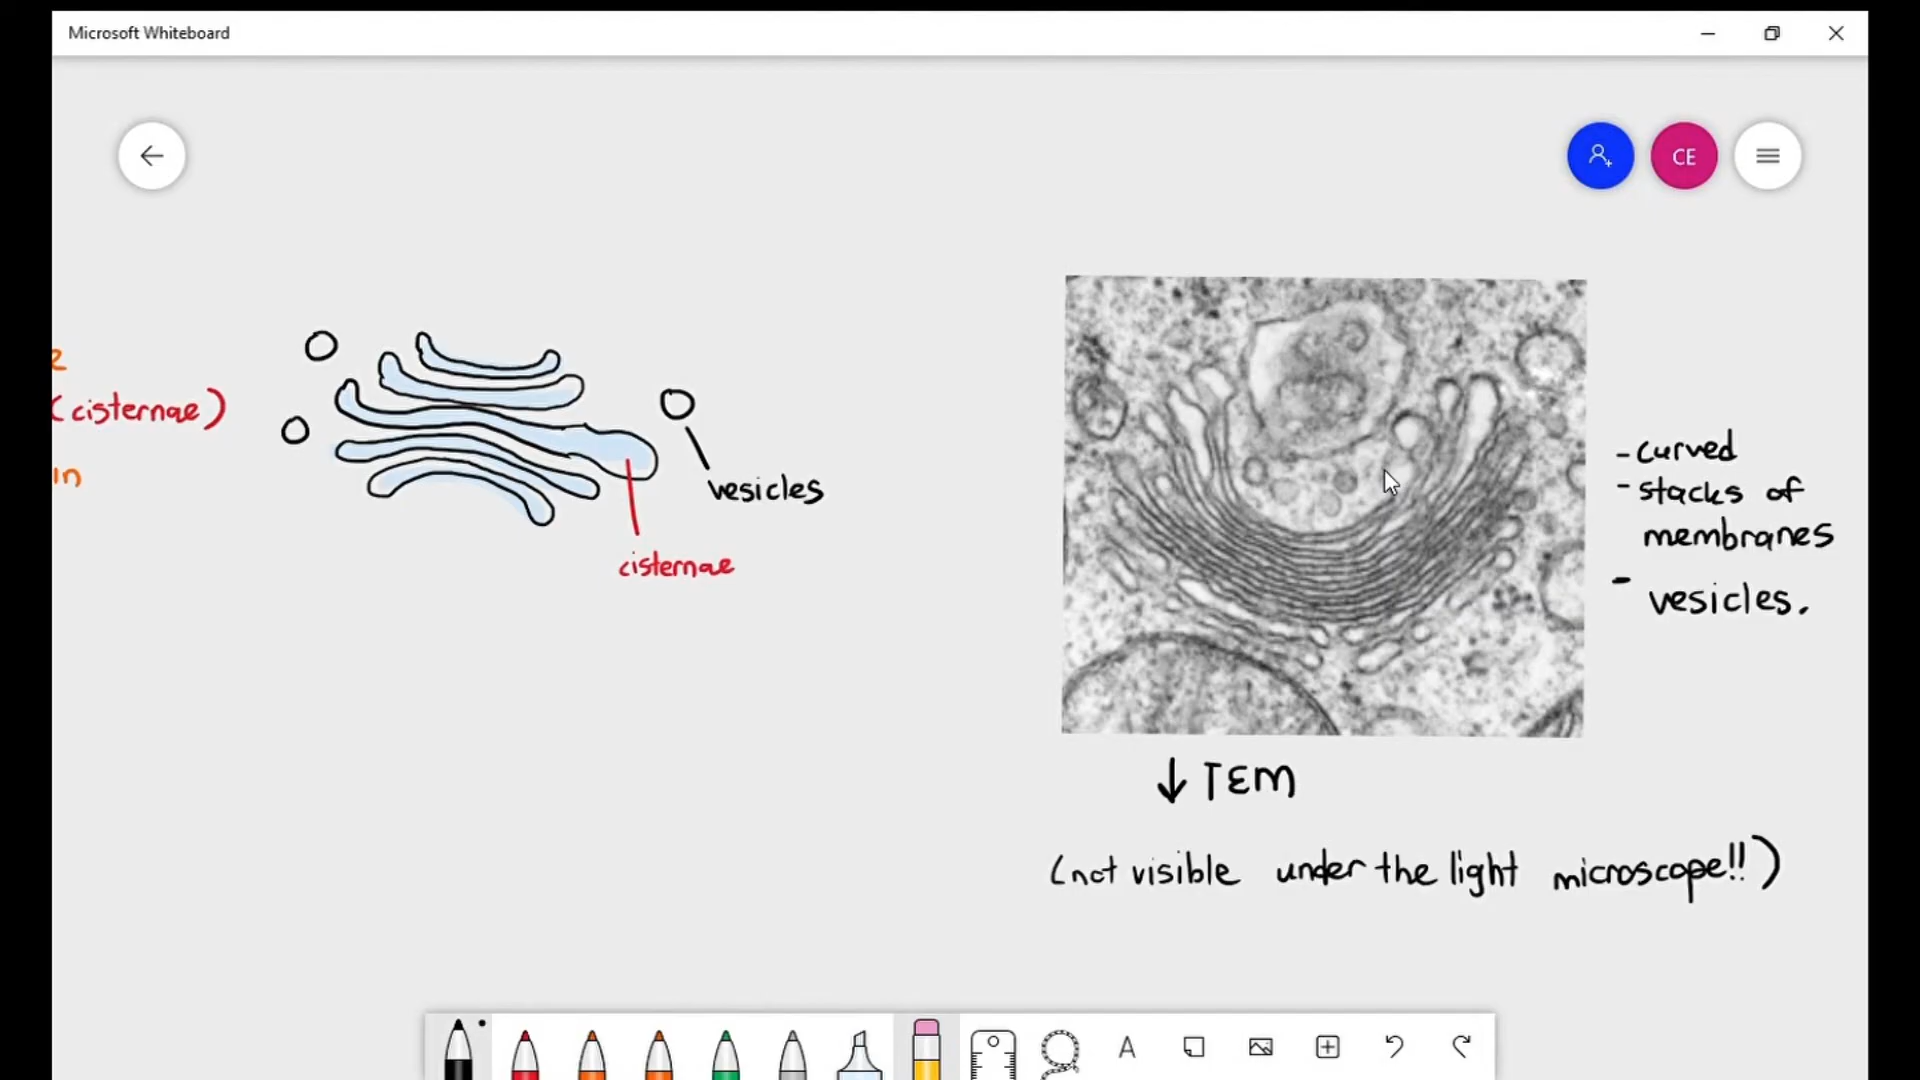 Microsoft Whiteboard
CE
(cisternae)
in
vesicles
cisternae
- curved
- stacks of
membranes
- vesicles.
↓ TEM
(not visible under the light microscope!!)
A